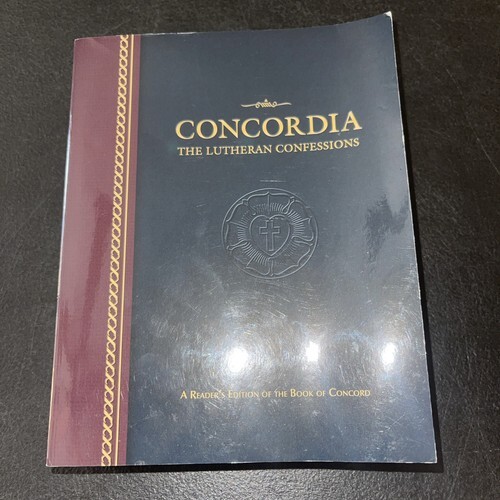 CONCORDIA
THE LUTHERAN CONFESSIONS
A READER'S EDITION OF THE BOOK OF CONCORD